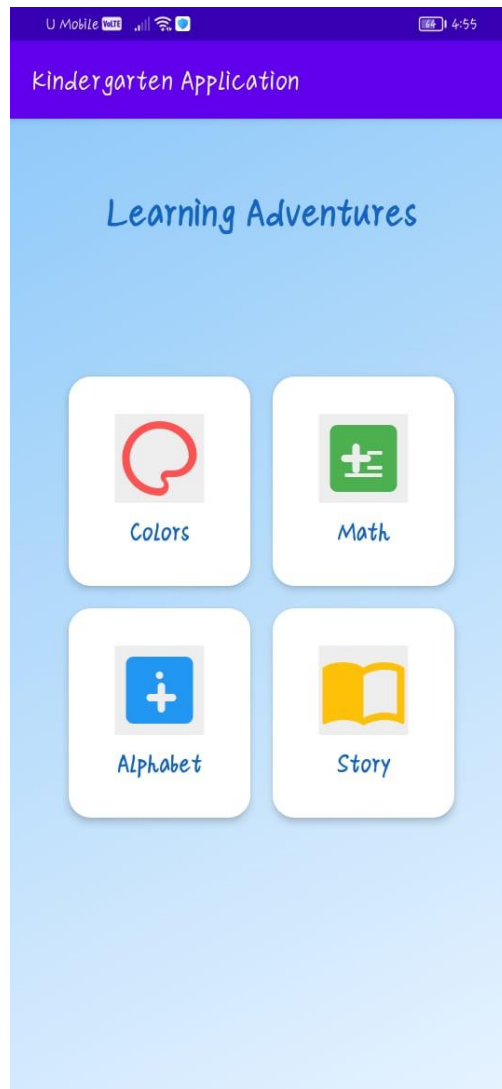 U Mobile VoLTE 64 4:55
Kindergarten Application
Learning Adventures
Colors Math
Alphabet Story